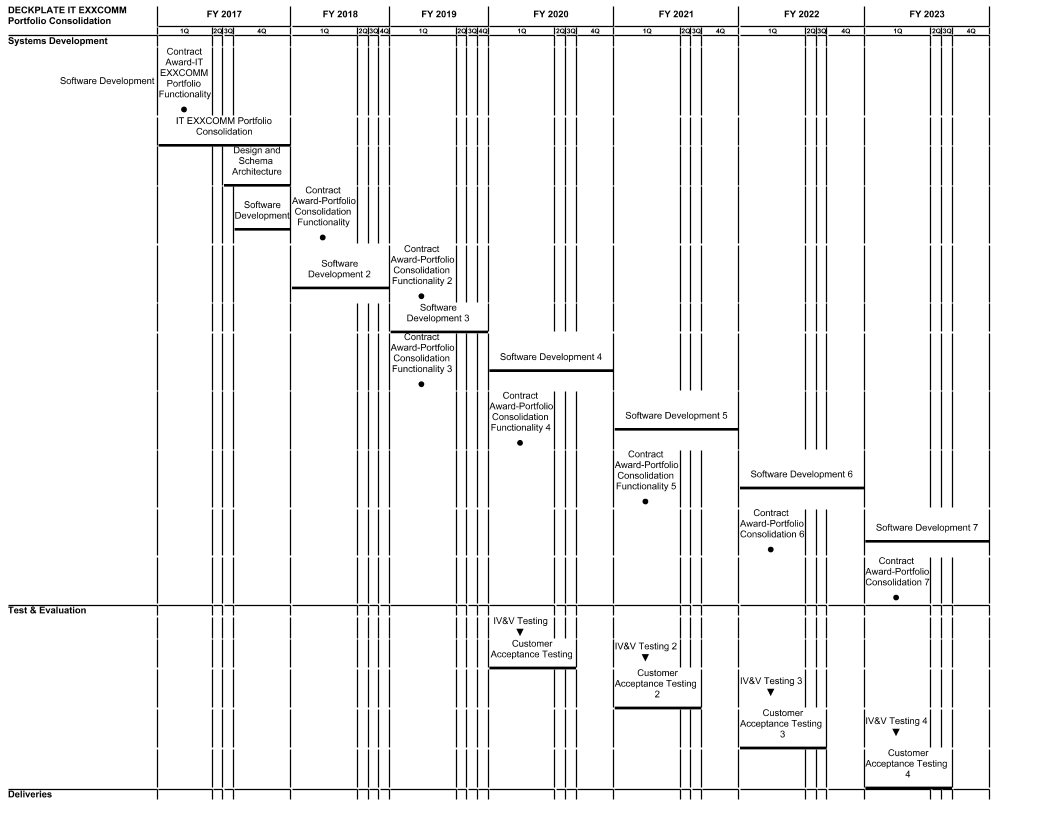 DECKPLATE IT EXXCOMM
Portfolio Consolidation
FY 2017
FY 2018
FY 2019
FY 2020
FY 2021
FY 2022
FY 2023
1Q 2Q 3Q 4Q 1Q 2Q 3Q 4Q 1Q 2Q 3Q 4Q 1Q 2Q 3Q 4Q 1Q 2Q 3Q 4Q 1Q 2Q 3Q 4Q 1Q 2Q 3Q 4Q
Systems Development
Software Development
Contract
Award-IT
EXXCOMM
Portfolio
Functionality
IT EXXCOMM Portfolio
Consolidation
Design and
Schema
Architecture
Software
Development
Contract
Award-Portfolio
Consolidation
Functionality
Software
Development 2
Contract
Award-Portfolio
Consolidation
Functionality 2
Software
Development 3
Contract
Award-Portfolio
Consolidation
Functionality 3
Software Development 4
Contract
Award-Portfolio
Consolidation
Functionality 4
Software Development 5
Contract
Award-Portfolio
Consolidation
Functionality 5
Software Development 6
Contract
Award-Portfolio
Consolidation 6
Software Development 7
Contract
Award-Portfolio
Consolidation 7
Test & Evaluation
IV&V Testing
Customer
Acceptance Testing
IV&V Testing 2
Customer
Acceptance Testing
2
IV&V Testing 3
Customer
Acceptance Testing
3
IV&V Testing 4
Customer
Acceptance Testing
4
Deliveries